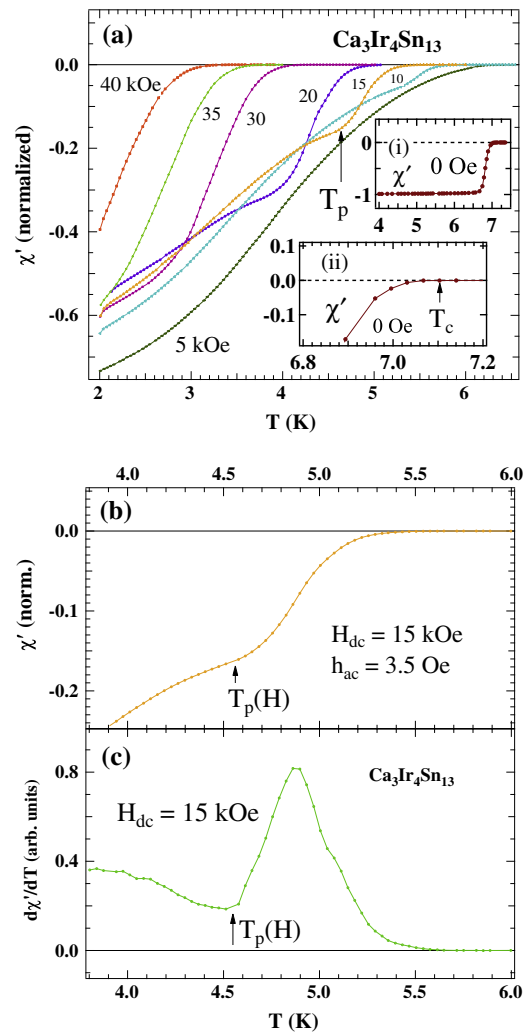 (a)
Ca3Ir4Sn13
0.0
-0.2
-0.4
-0.6
χ′ (normalized)
40 kOe
35
30
20
15
10
5 kOe
Tp
(i)
0 Oe
χ′
0
-1
4 5 6 7
(ii)
0.1
0.0
-0.1
χ′
0 Oe
Tc
6.8 7.0 7.2
2 3 4 5 6
T (K)
4.0 4.5 5.0 5.5 6.0
(b)
0.0
-0.1
-0.2
χ′ (norm.)
Hdc = 15 kOe
hac = 3.5 Oe
Tp(H)
(c)
Ca3Ir4Sn13
0.8
0.4
0.0
dχ′/dT (arb. units)
Hdc = 15 kOe
Tp(H)
4.0 4.5 5.0 5.5 6.0
T (K)